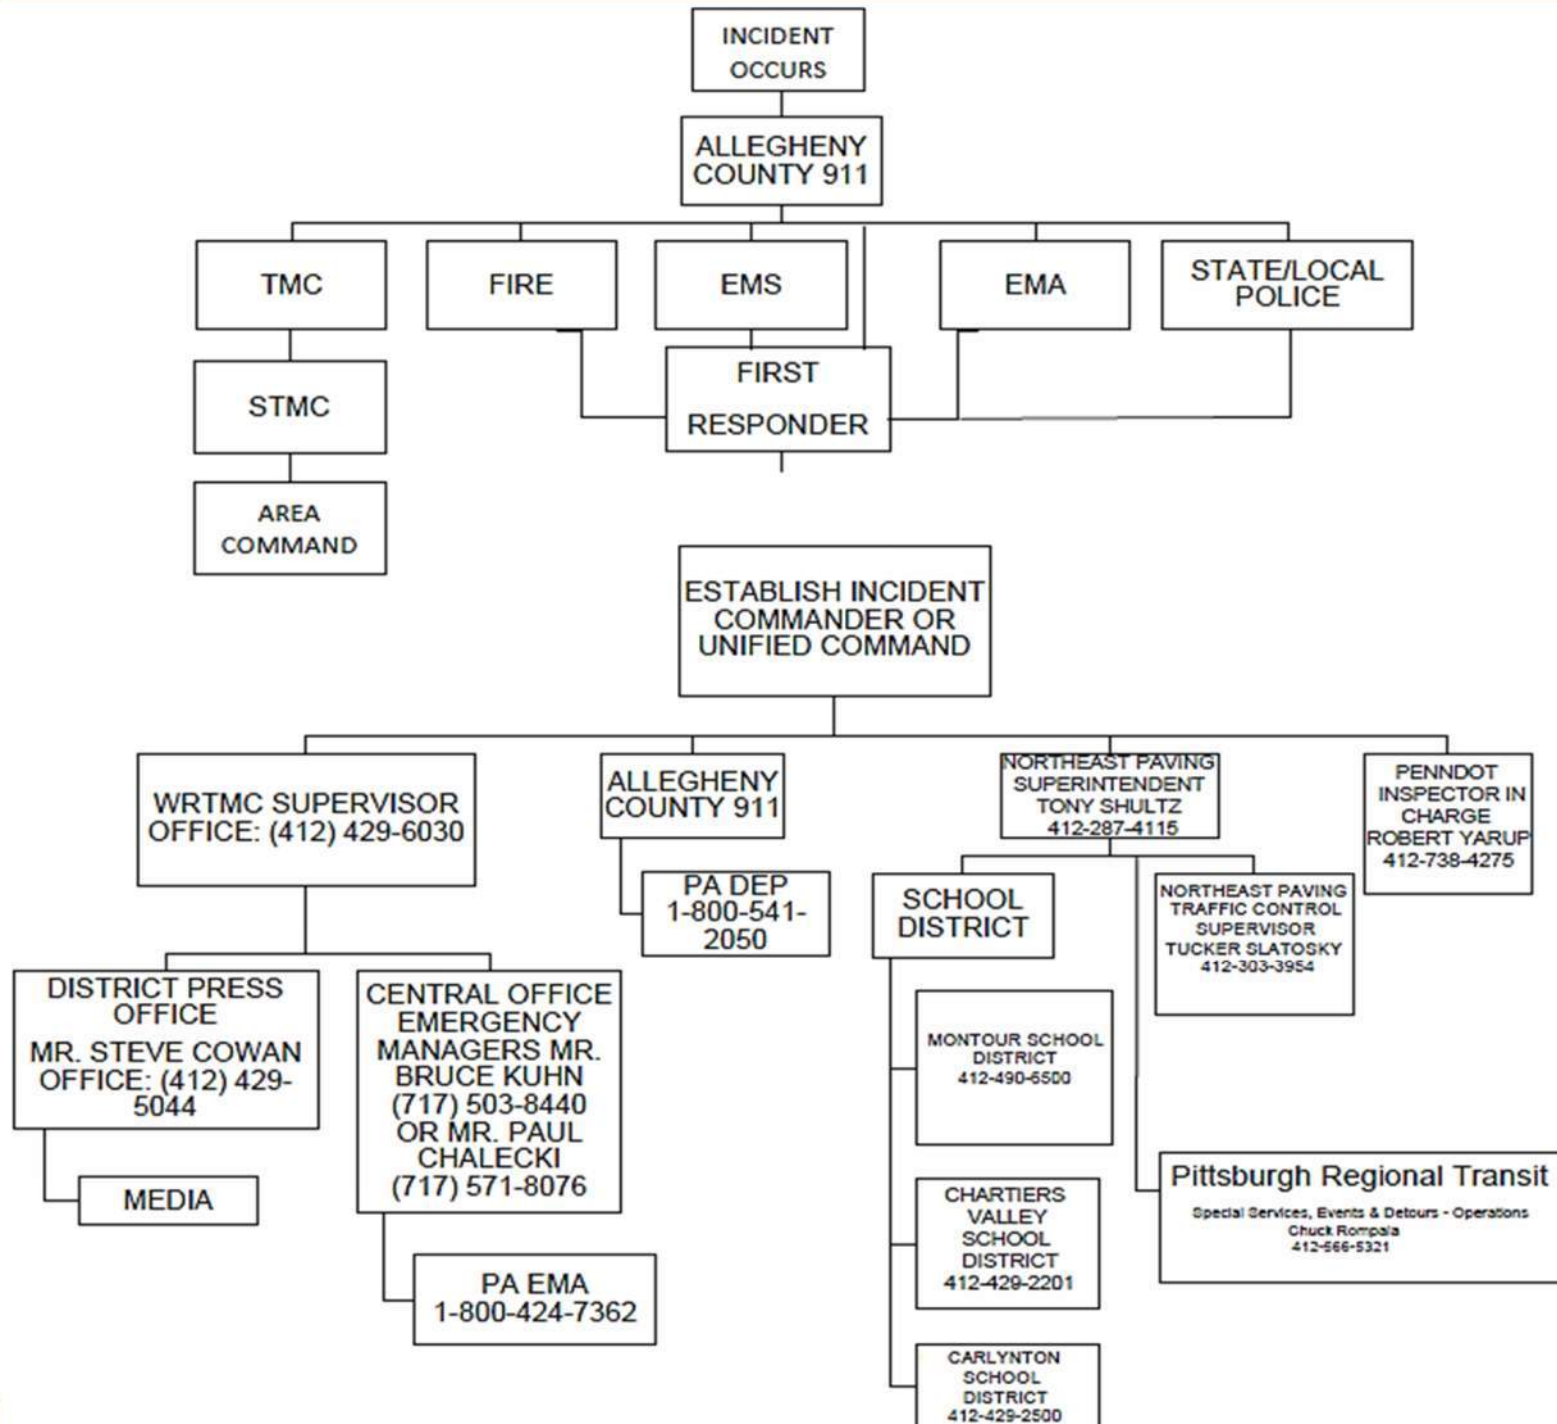 INCIDENT
OCCURS
ALLEGHENY
COUNTY 911
TMC
FIRE
EMS
EMA
STATE/LOCAL
POLICE
FIRST
RESPONDER
STMC
AREA
COMMAND
ESTABLISH INCIDENT
COMMANDER OR
UNIFIED COMMAND
WRTMC SUPERVISOR
OFFICE: (412) 429-6030
ALLEGHENY
COUNTY 911
NORTHEAST PAVING
SUPERINTENDENT
TONY SHULTZ
412-287-4115
PENNDOT
INSPECTOR IN
CHARGE
ROBERT YARUP
412-738-4275
PA DEP
1-800-541-
2050
SCHOOL
DISTRICT
NORTHEAST PAVING
TRAFFIC CONTROL
SUPERVISOR
TUCKER SLATOSKY
412-303-3954
DISTRICT PRESS
OFFICE
MR. STEVE COWAN
OFFICE: (412) 429-
5044
CENTRAL OFFICE
EMERGENCY
MANAGERS MR.
BRUCE KUHN
(717) 503-8440
OR MR. PAUL
CHALECKI
(717) 571-8076
MEDIA
PA EMA
1-800-424-7362
MONTOUR SCHOOL
DISTRICT
412-490-6500
CHARTIERS
VALLEY
SCHOOL
DISTRICT
412-429-2201
CARLYNTON
SCHOOL
DISTRICT
412-429-2500
Pittsburgh Regional Transit
Special Services, Events & Detours - Operations
Chuck Rompala
412-566-5321